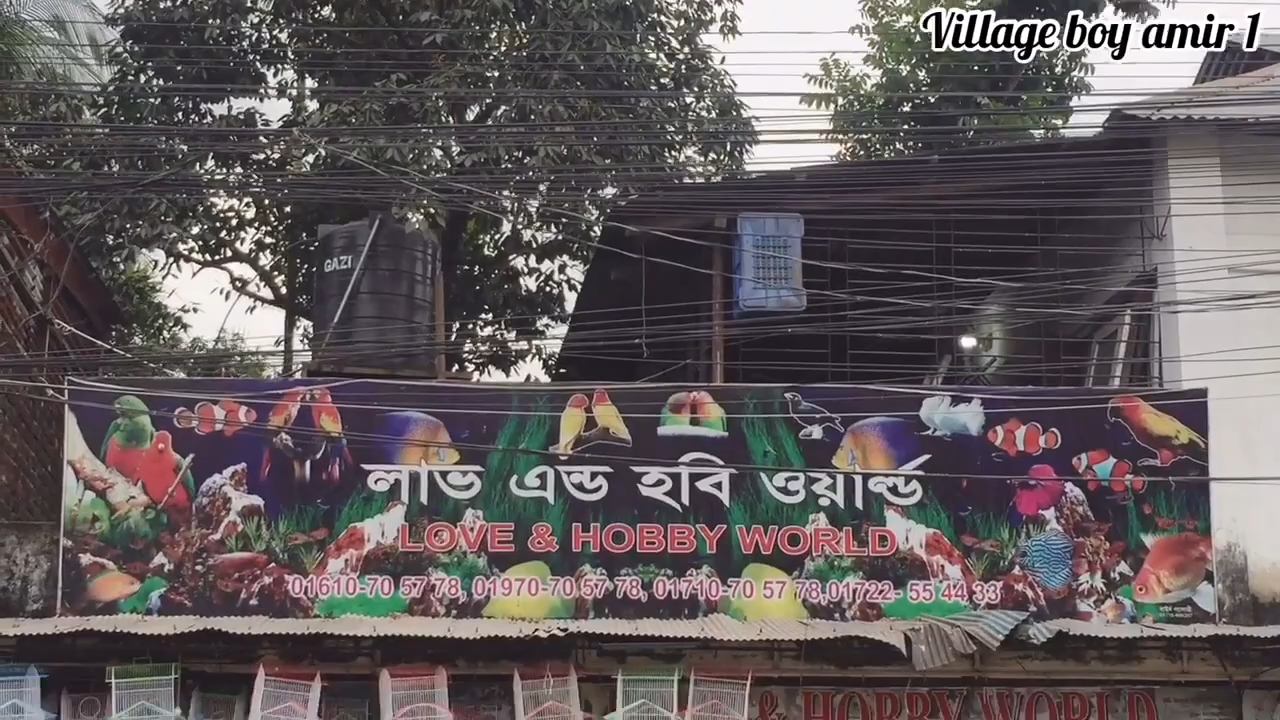 Village boy amir 1
GAZI
লাভ এন্ড হবি ওয়ার্ল্ড
LOVE & HOBBY WORLD
01610-70 57 78, 01970-70 57 78, 01710-70 57 78,01722- 55 44 33
& HOBBY WORLD